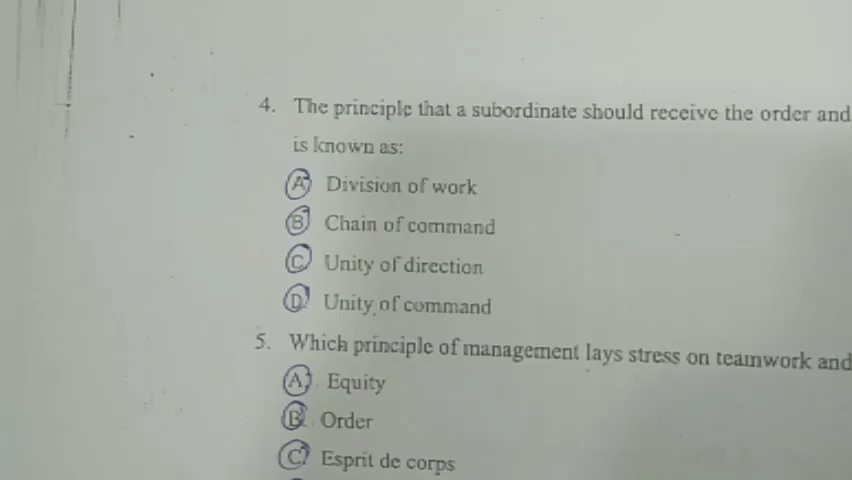 4. The principle that a subordinate should receive the order and
is known as:
A Division of work
B Chain of command
C Unity of direction
D Unity of command
5. Which principle of management lays stress on teamwork and
A Equity
B Order
C Esprit de corps